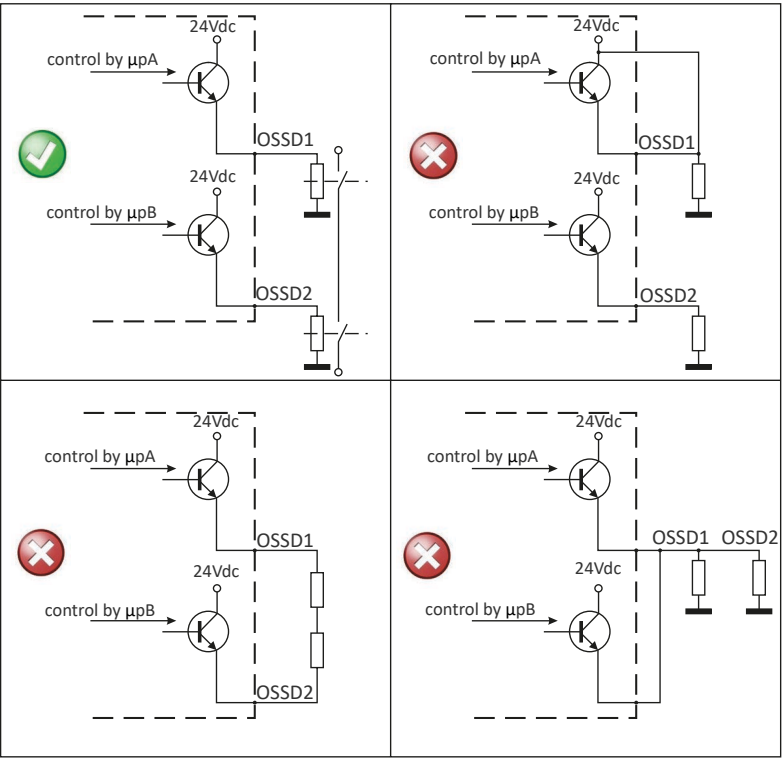 24Vdc
control by µpA
OSSD1
24Vdc
control by µpB
OSSD2
24Vdc
control by µpA
OSSD1
24Vdc
control by µpB
OSSD2
24Vdc
control by µpA
OSSD1
24Vdc
control by µpB
OSSD2
24Vdc
control by µpA
OSSD1 OSSD2
24Vdc
control by µpB